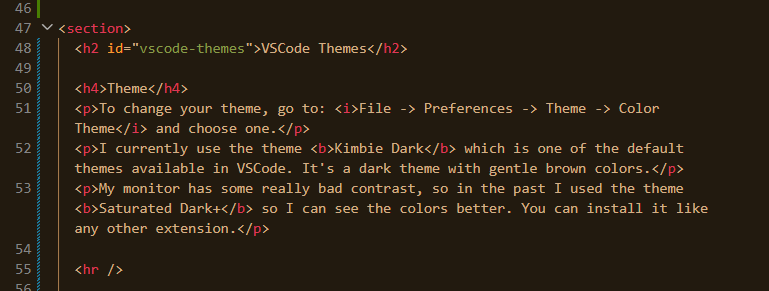 46
47 <section>
48 <h2 id="vscode-themes">VSCode Themes</h2>
49
50 <h4>Theme</h4>
51 <p>To change your theme, go to: <i>File -> Preferences -> Theme -> Color
Theme</i> and choose one.</p>
52 <p>I currently use the theme <b>Kimbie Dark</b> which is one of the default
themes available in VSCode. It's a dark theme with gentle brown colors.</p>
53 <p>My monitor has some really bad contrast, so in the past I used the theme
<b>Saturated Dark+</b> so I can see the colors better. You can install it like
any other extension.</p>
54
55 <hr />
56